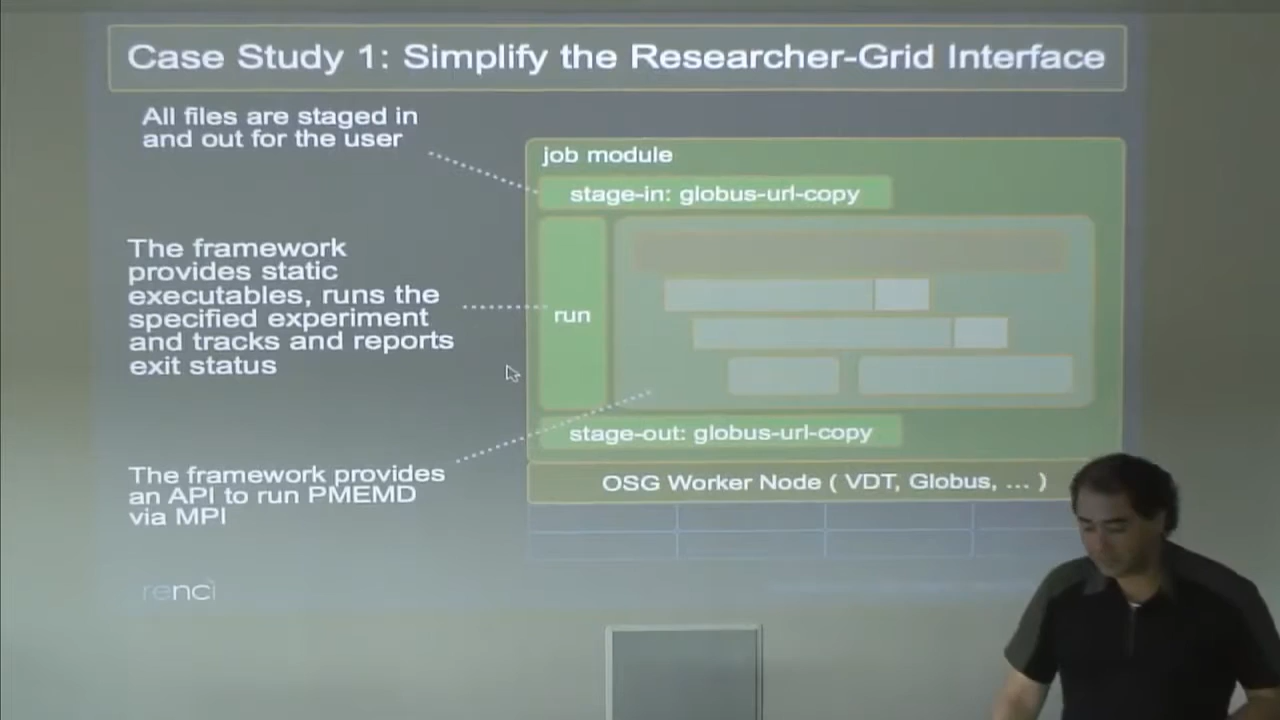 Case Study 1: Simplify the Researcher-Grid Interface
All files are staged in
and out for the user
job module
stage-in: globus-url-copy
The framework
provides static
executables, runs the
specified experiment
and tracks and reports
exit status
run
stage-out: globus-url-copy
The framework provides
an API to run PMEMD
via MPI
OSG Worker Node ( VDT, Globus, ... )
renci